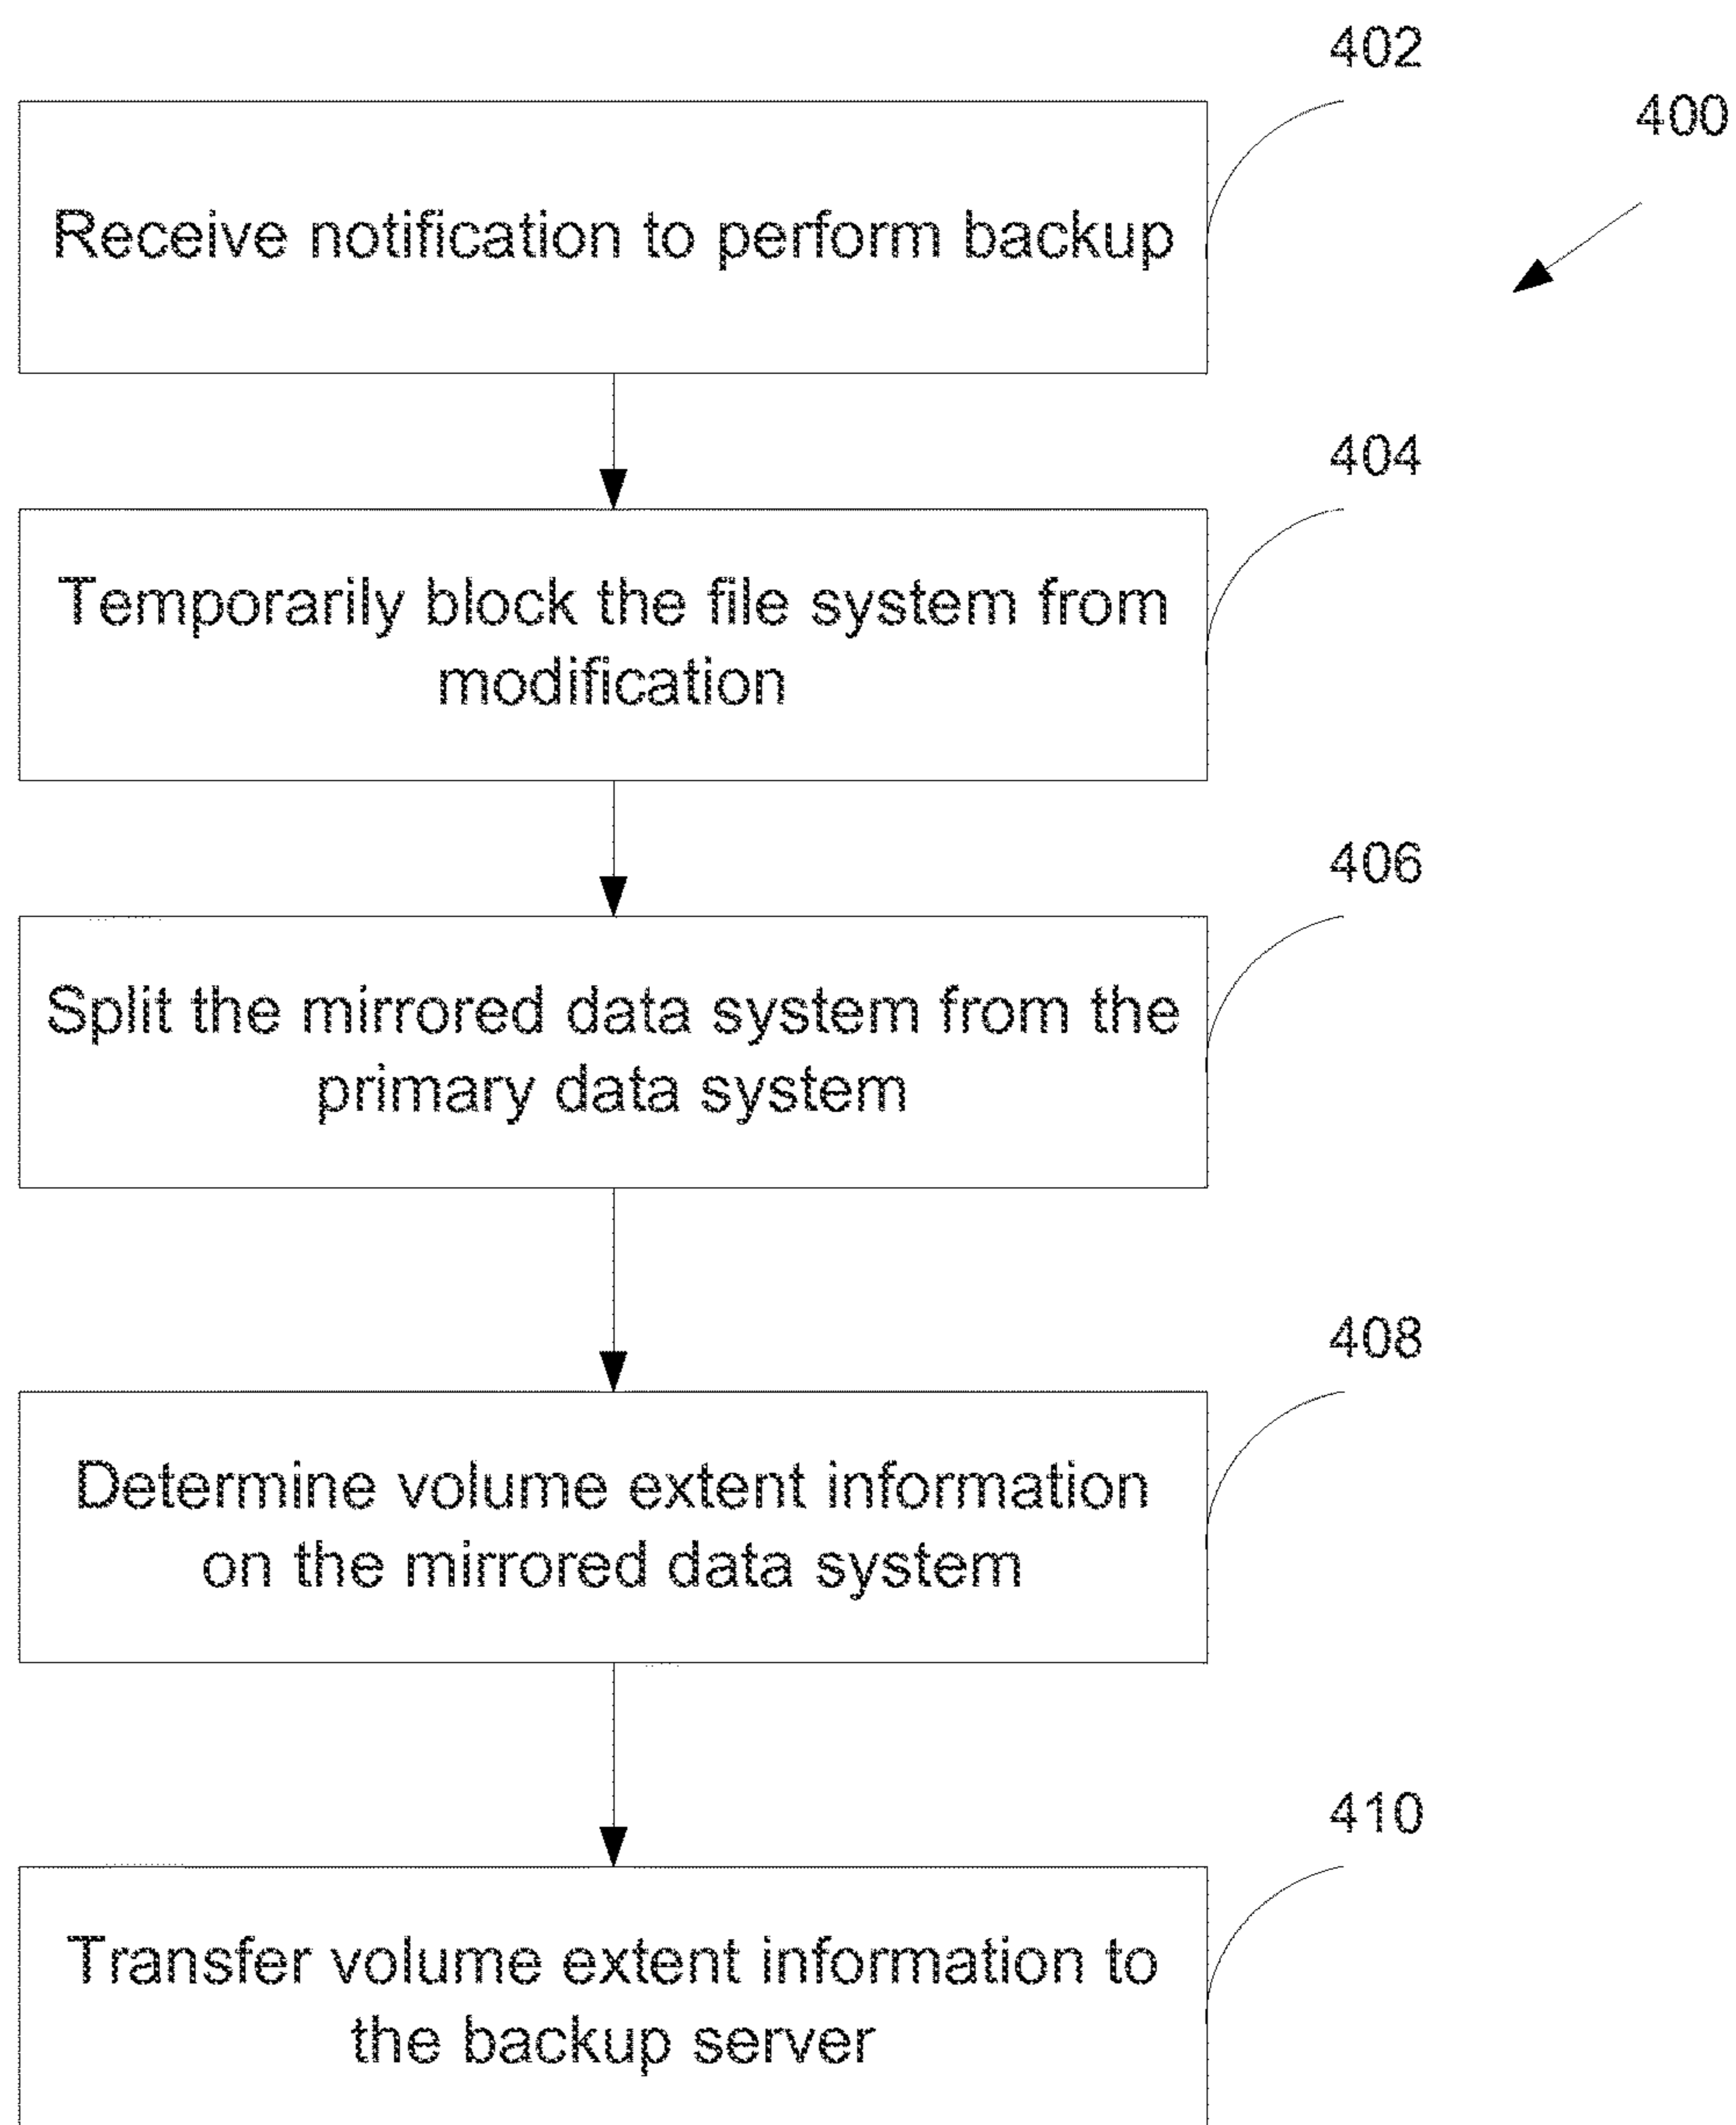 402
400
Receive notification to perform backup
404
Temporarily block the file system from
modification
406
Split the mirrored data system from the
primary data system
408
Determine volume extent information
on the mirrored data system
410
Transfer volume extent information to
the backup server